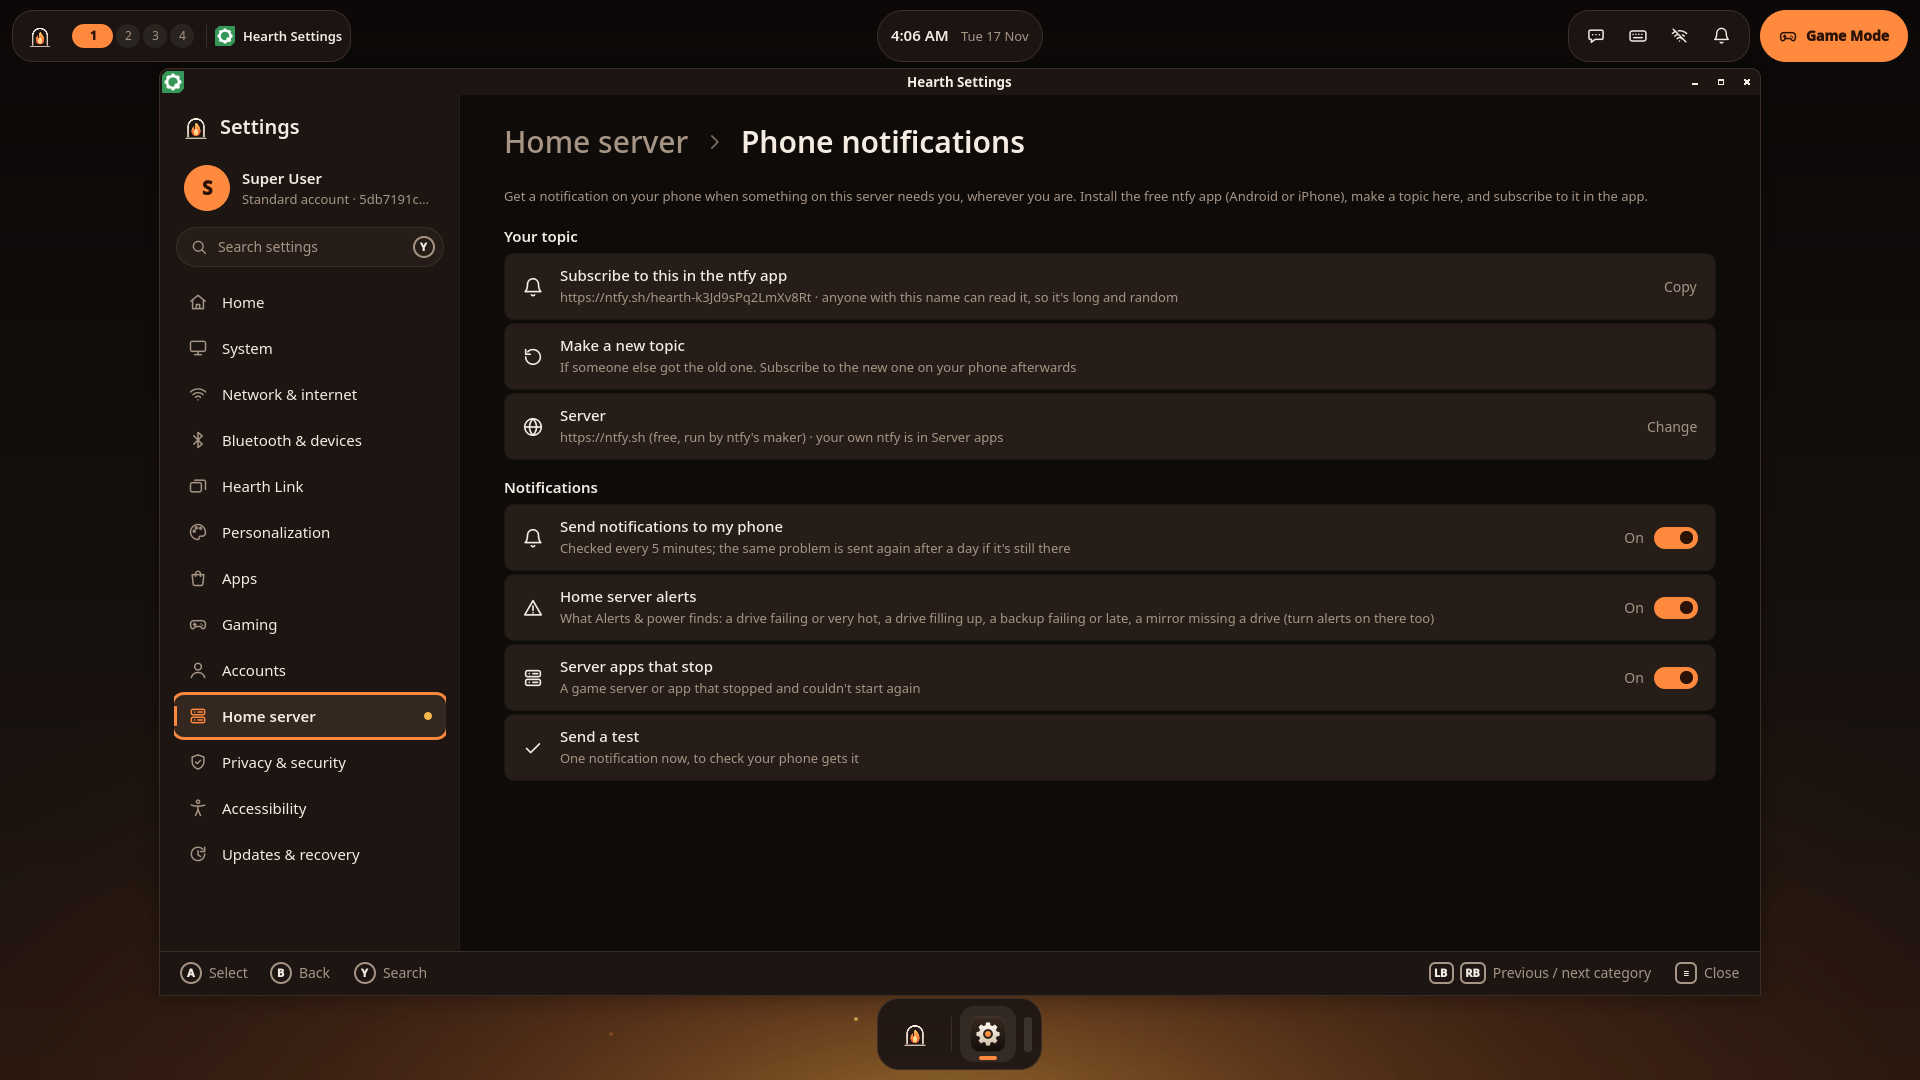 1 2 3 4 Hearth Settings
4:06 AM Tue 17 Nov
Game Mode
Hearth Settings
Settings
S
Super User
Standard account · 5db7191c...
Search settings Y
Home
System
Network & internet
Bluetooth & devices
Hearth Link
Personalization
Apps
Gaming
Accounts
Home server
Privacy & security
Accessibility
Updates & recovery
Home server > Phone notifications
Get a notification on your phone when something on this server needs you, wherever you are. Install the free ntfy app (Android or iPhone), make a topic here, and subscribe to it in the app.
Your topic
Subscribe to this in the ntfy app
https://ntfy.sh/hearth-k3Jd9sPq2LmXv8Rt · anyone with this name can read it, so it's long and random
Copy
Make a new topic
If someone else got the old one. Subscribe to the new one on your phone afterwards
Server
https://ntfy.sh (free, run by ntfy's maker) · your own ntfy is in Server apps
Change
Notifications
Send notifications to my phone
Checked every 5 minutes; the same problem is sent again after a day if it's still there
On
Home server alerts
What Alerts & power finds: a drive failing or very hot, a drive filling up, a backup failing or late, a mirror missing a drive (turn alerts on there too)
On
Server apps that stop
A game server or app that stopped and couldn't start again
On
Send a test
One notification now, to check your phone gets it
A Select B Back Y Search
LB RB Previous / next category ≡ Close